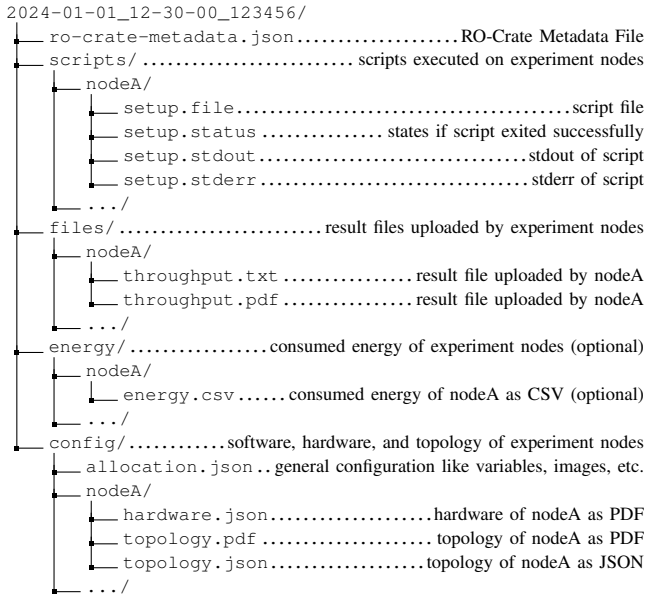 2024-01-01_12-30-00_123456/
ro-crate-metadata.json.....................RO-Crate Metadata File
scripts/...........................scripts executed on experiment nodes
nodeA/
setup.file..........................................script file
setup.status...............states if script exited successfully
setup.stdout..................................stdout of script
setup.stderr..................................stderr of script
.../
files/........................result files uploaded by experiment nodes
nodeA/
throughput.txt.................result file uploaded by nodeA
throughput.pdf.................result file uploaded by nodeA
.../
energy/.................consumed energy of experiment nodes (optional)
nodeA/
energy.csv......consumed energy of nodeA as CSV (optional)
.../
config/............software, hardware, and topology of experiment nodes
allocation.json..general configuration like variables, images, etc.
nodeA/
hardware.json.....................hardware of nodeA as PDF
topology.pdf.......................topology of nodeA as PDF
topology.json....................topology of nodeA as JSON
.../